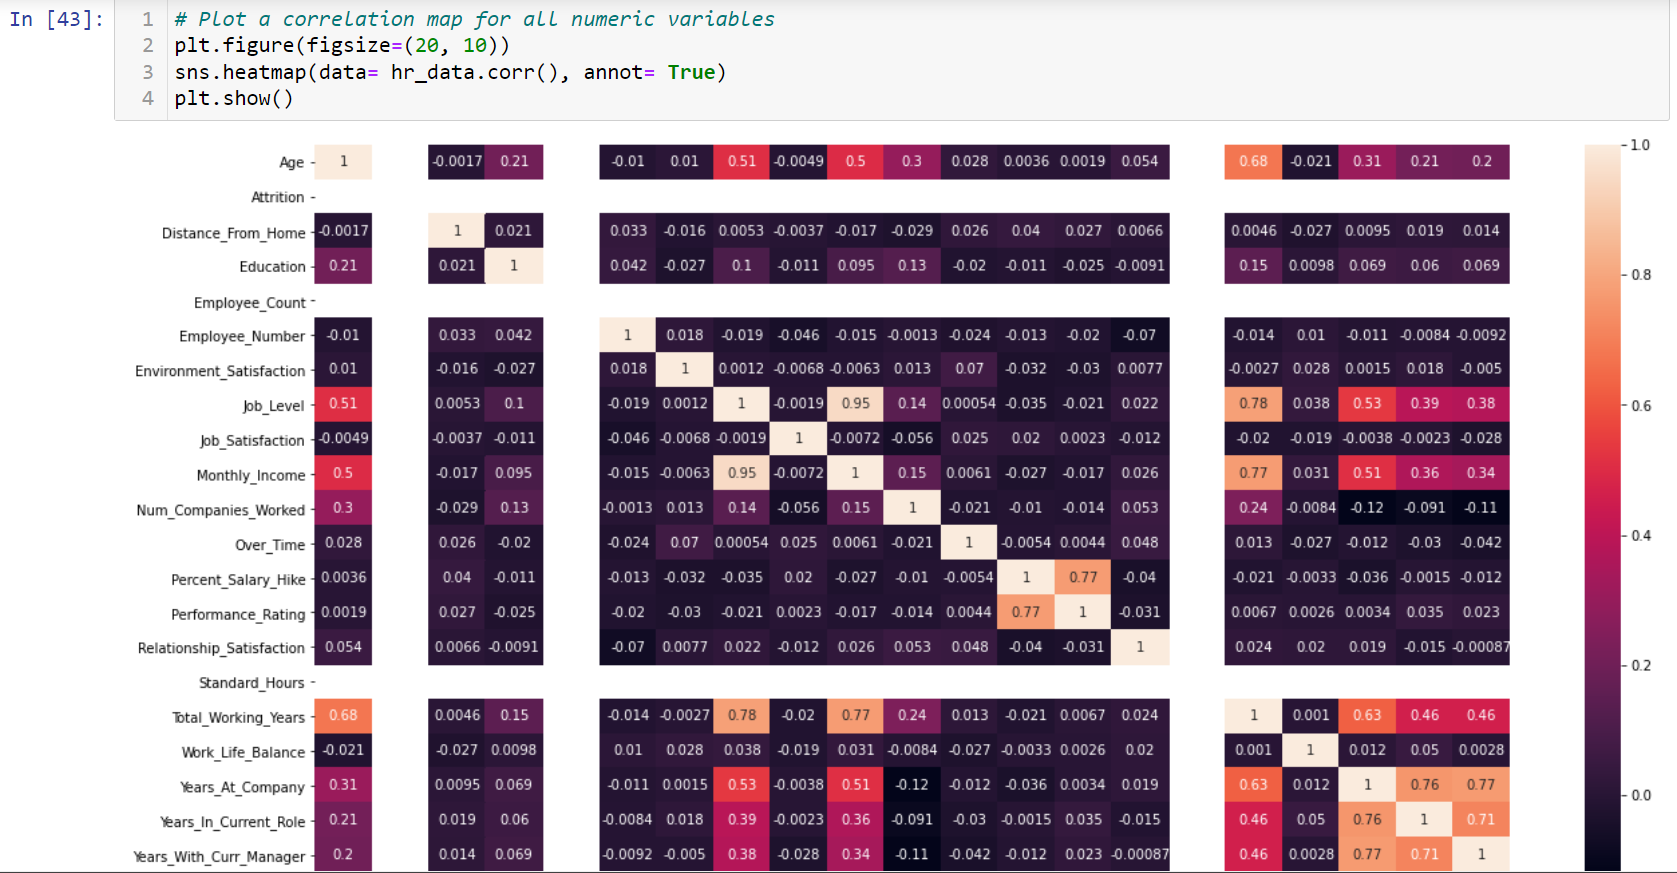 In [43]:
1 # Plot a correlation map for all numeric variables
2 plt.figure(figsize=(20, 10))
3 sns.heatmap(data= hr_data.corr(), annot= True)
4 plt.show()
Age 1 -0.0017 0.21 -0.01 0.01 0.51 -0.0049 0.5 0.3 0.028 0.0036 0.0019 0.054 0.68 -0.021 0.31 0.21 0.2
Attrition
Distance_From_Home -0.0017 1 0.021 0.033 -0.016 0.0053 -0.0037 -0.017 -0.029 0.026 0.04 0.027 0.0066 0.0046 -0.027 0.0095 0.019 0.014
Education 0.21 0.021 1 0.042 -0.027 0.1 -0.011 0.095 0.13 -0.02 -0.011 -0.025 -0.0091 0.15 0.0098 0.069 0.06 0.069
Employee_Count
Employee_Number -0.01 0.033 0.042 1 0.018 -0.019 -0.046 -0.015 -0.0013 -0.024 -0.013 -0.02 -0.07 -0.014 0.01 -0.011 -0.0084 -0.0092
Environment_Satisfaction 0.01 -0.016 -0.027 0.018 1 0.0012 -0.0068 -0.0063 0.013 0.07 -0.032 -0.03 0.0077 -0.0027 0.028 0.0015 0.018 -0.005
Job_Level 0.51 0.0053 0.1 -0.019 0.0012 1 -0.0019 0.95 0.14 0.00054 -0.035 -0.021 0.022 0.78 0.038 0.53 0.39 0.38
Job_Satisfaction -0.0049 -0.0037 -0.011 -0.046 -0.0068 -0.0019 1 -0.0072 -0.056 0.025 0.02 0.0023 -0.012 -0.02 -0.019 -0.0038 -0.0023 -0.028
Monthly_Income 0.5 -0.017 0.095 -0.015 -0.0063 0.95 -0.0072 1 0.15 0.0061 -0.027 -0.017 0.026 0.77 0.031 0.51 0.36 0.34
Num_Companies_Worked 0.3 -0.029 0.13 -0.0013 0.013 0.14 -0.056 0.15 1 -0.021 -0.01 -0.014 0.053 0.24 -0.0084 -0.12 -0.091 -0.11
Over_Time 0.028 0.026 -0.02 -0.024 0.07 0.00054 0.025 0.0061 -0.021 1 -0.0054 0.0044 0.048 0.013 -0.027 -0.012 -0.03 -0.042
Percent_Salary_Hike 0.0036 0.04 -0.011 -0.013 -0.032 -0.035 0.02 -0.027 -0.01 -0.0054 1 0.77 -0.04 -0.021 -0.0033 -0.036 -0.0015 -0.012
Performance_Rating 0.0019 0.027 -0.025 -0.02 -0.03 -0.021 0.0023 -0.017 -0.014 0.0044 0.77 1 -0.031 0.0067 0.0026 0.0034 0.035 0.023
Relationship_Satisfaction 0.054 0.0066 -0.0091 -0.07 0.0077 0.022 -0.012 0.026 0.053 0.048 -0.04 -0.031 1 0.024 0.02 0.019 -0.015 -0.00087
Standard_Hours
Total_Working_Years 0.68 0.0046 0.15 -0.014 -0.0027 0.78 -0.02 0.77 0.24 0.013 -0.021 0.0067 0.024 1 0.001 0.63 0.46 0.46
Work_Life_Balance -0.021 -0.027 0.0098 0.01 0.028 0.038 -0.019 0.031 -0.0084 -0.027 -0.0033 0.0026 0.02 0.001 1 0.012 0.05 0.0028
Years_At_Company 0.31 0.0095 0.069 -0.011 0.0015 0.53 -0.0038 0.51 -0.12 -0.012 -0.036 0.0034 0.019 0.63 0.012 1 0.76 0.77
Years_In_Current_Role 0.21 0.019 0.06 -0.0084 0.018 0.39 -0.0023 0.36 -0.091 -0.03 -0.0015 0.035 -0.015 0.46 0.05 0.76 1 0.71
Years_With_Curr_Manager 0.2 0.014 0.069 -0.0092 -0.005 0.38 -0.028 0.34 -0.11 -0.042 -0.012 0.023 -0.00087 0.46 0.0028 0.77 0.71 1
1.0
0.8
0.6
0.4
0.2
0.0